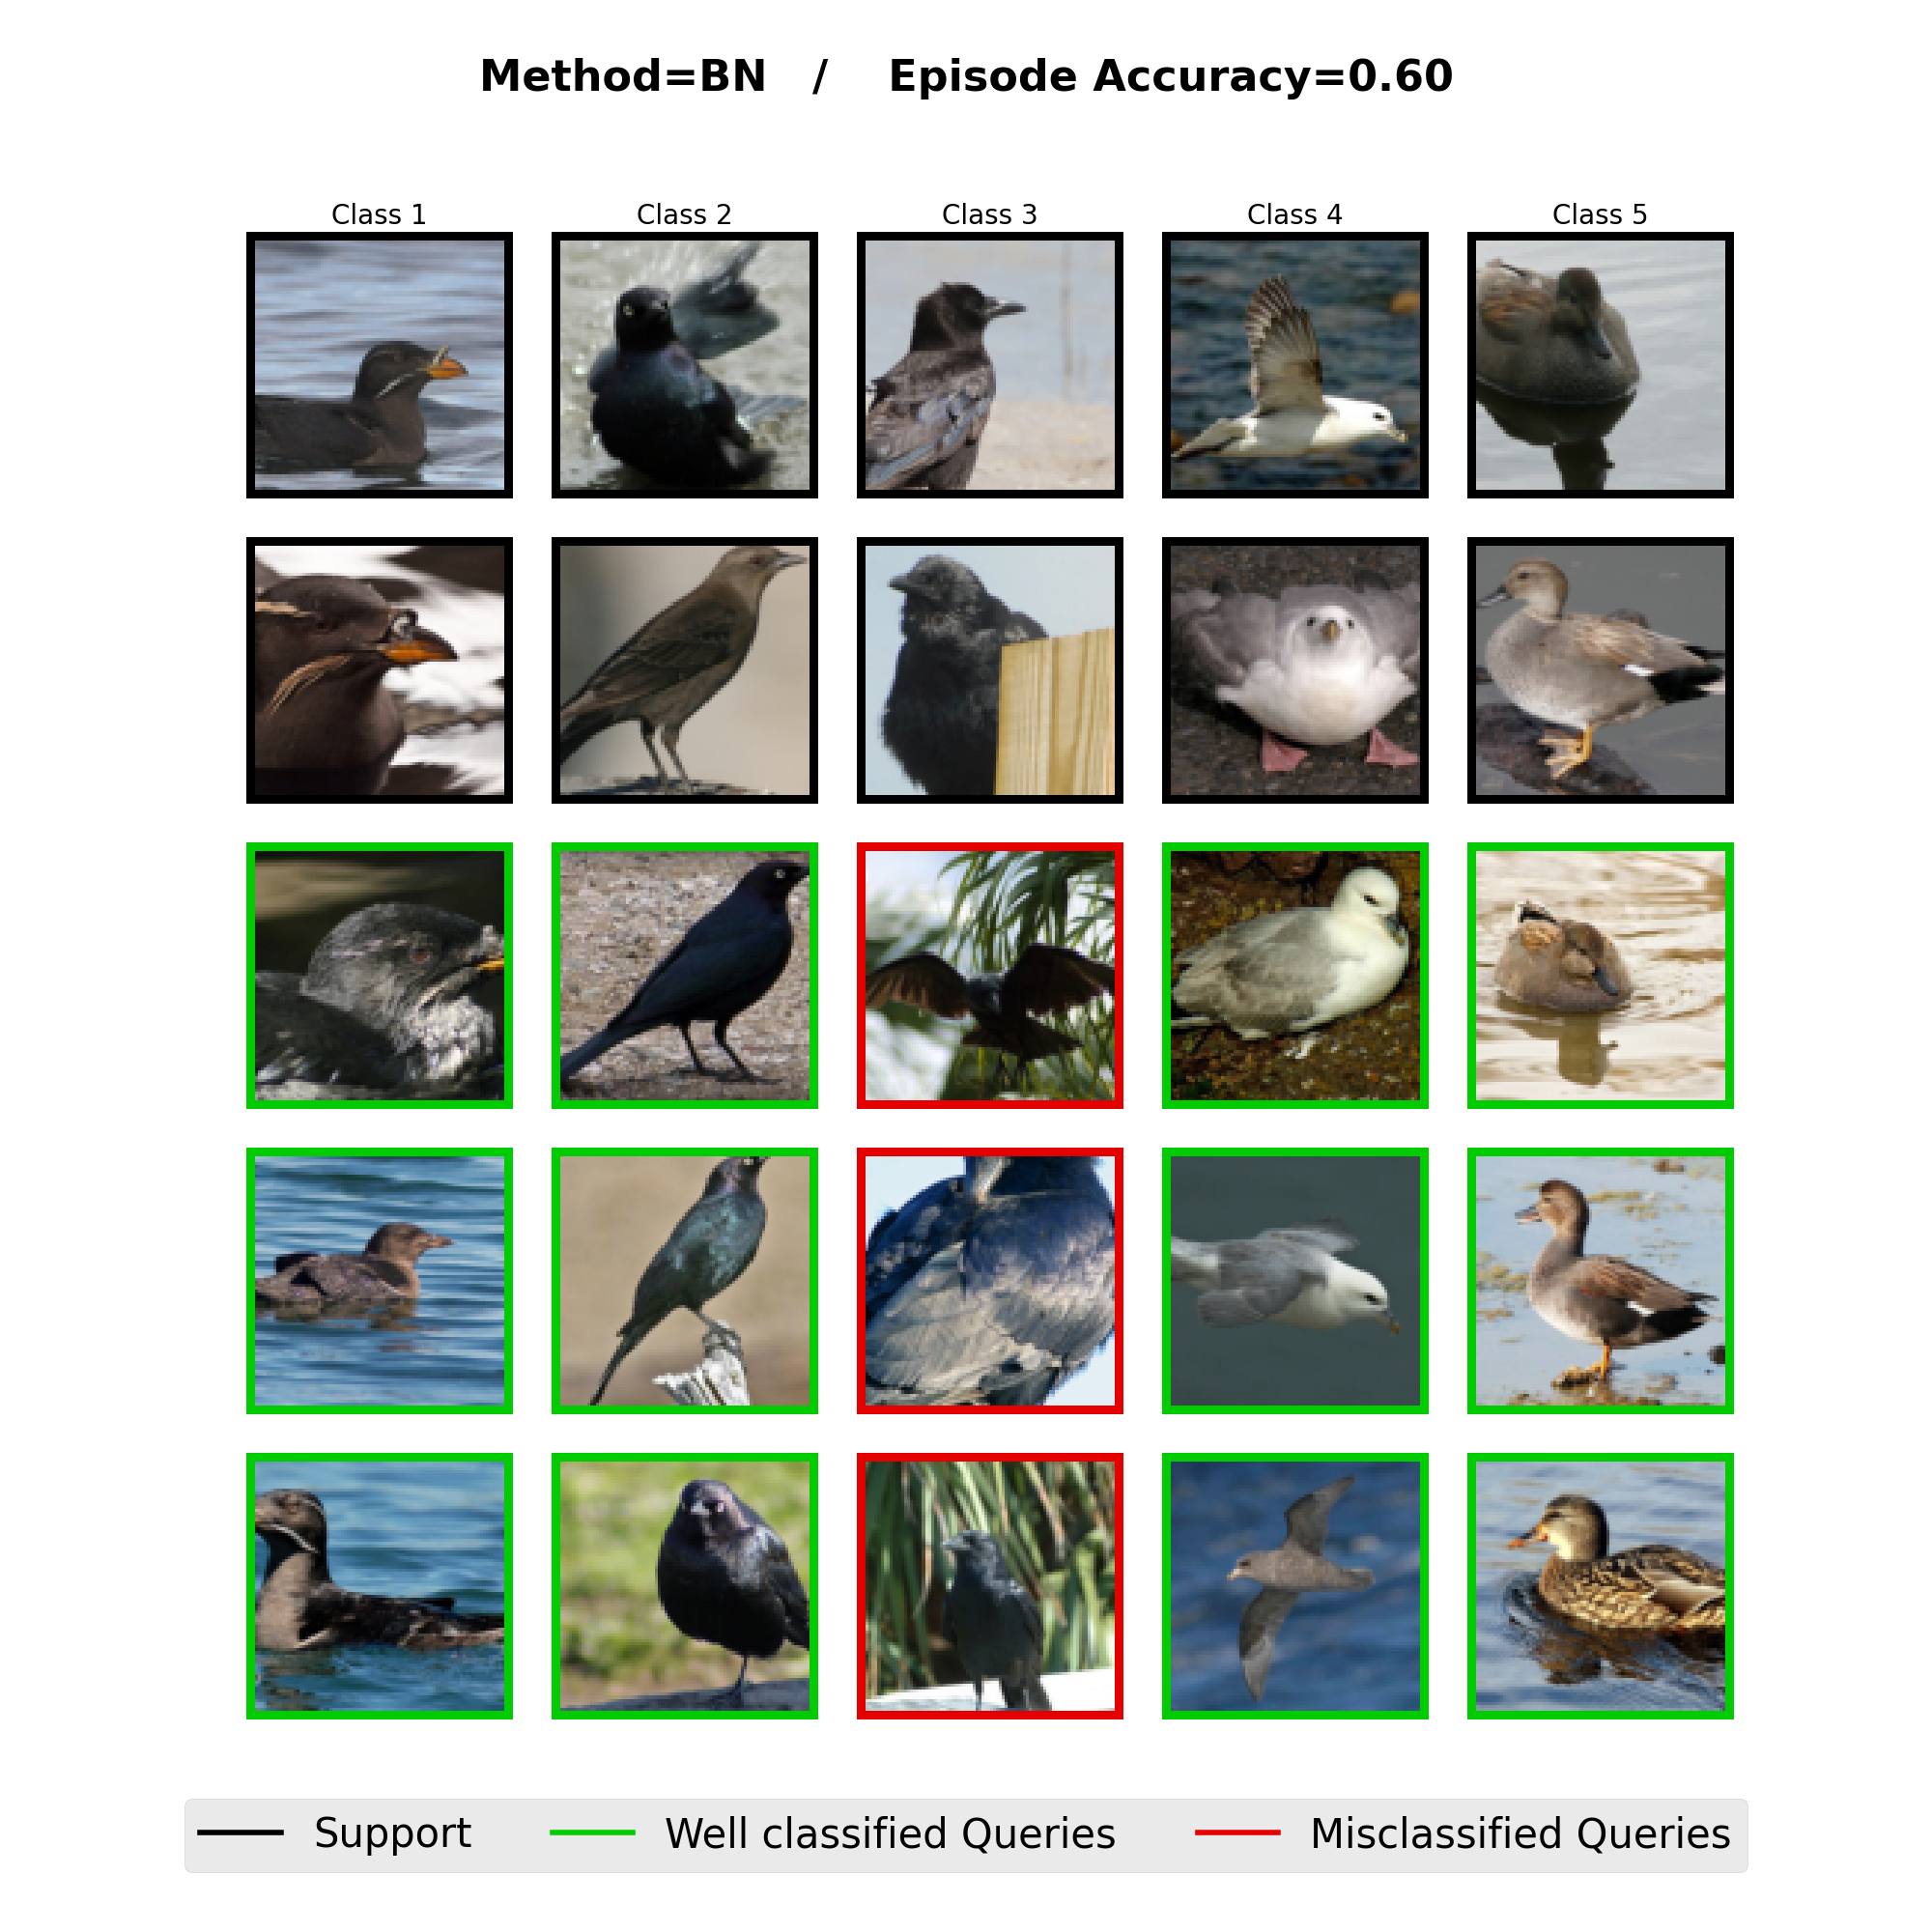 Method=BN / Episode Accuracy=0.60
Class 1 Class 2 Class 3 Class 4 Class 5
Support Well classified Queries Misclassified Queries